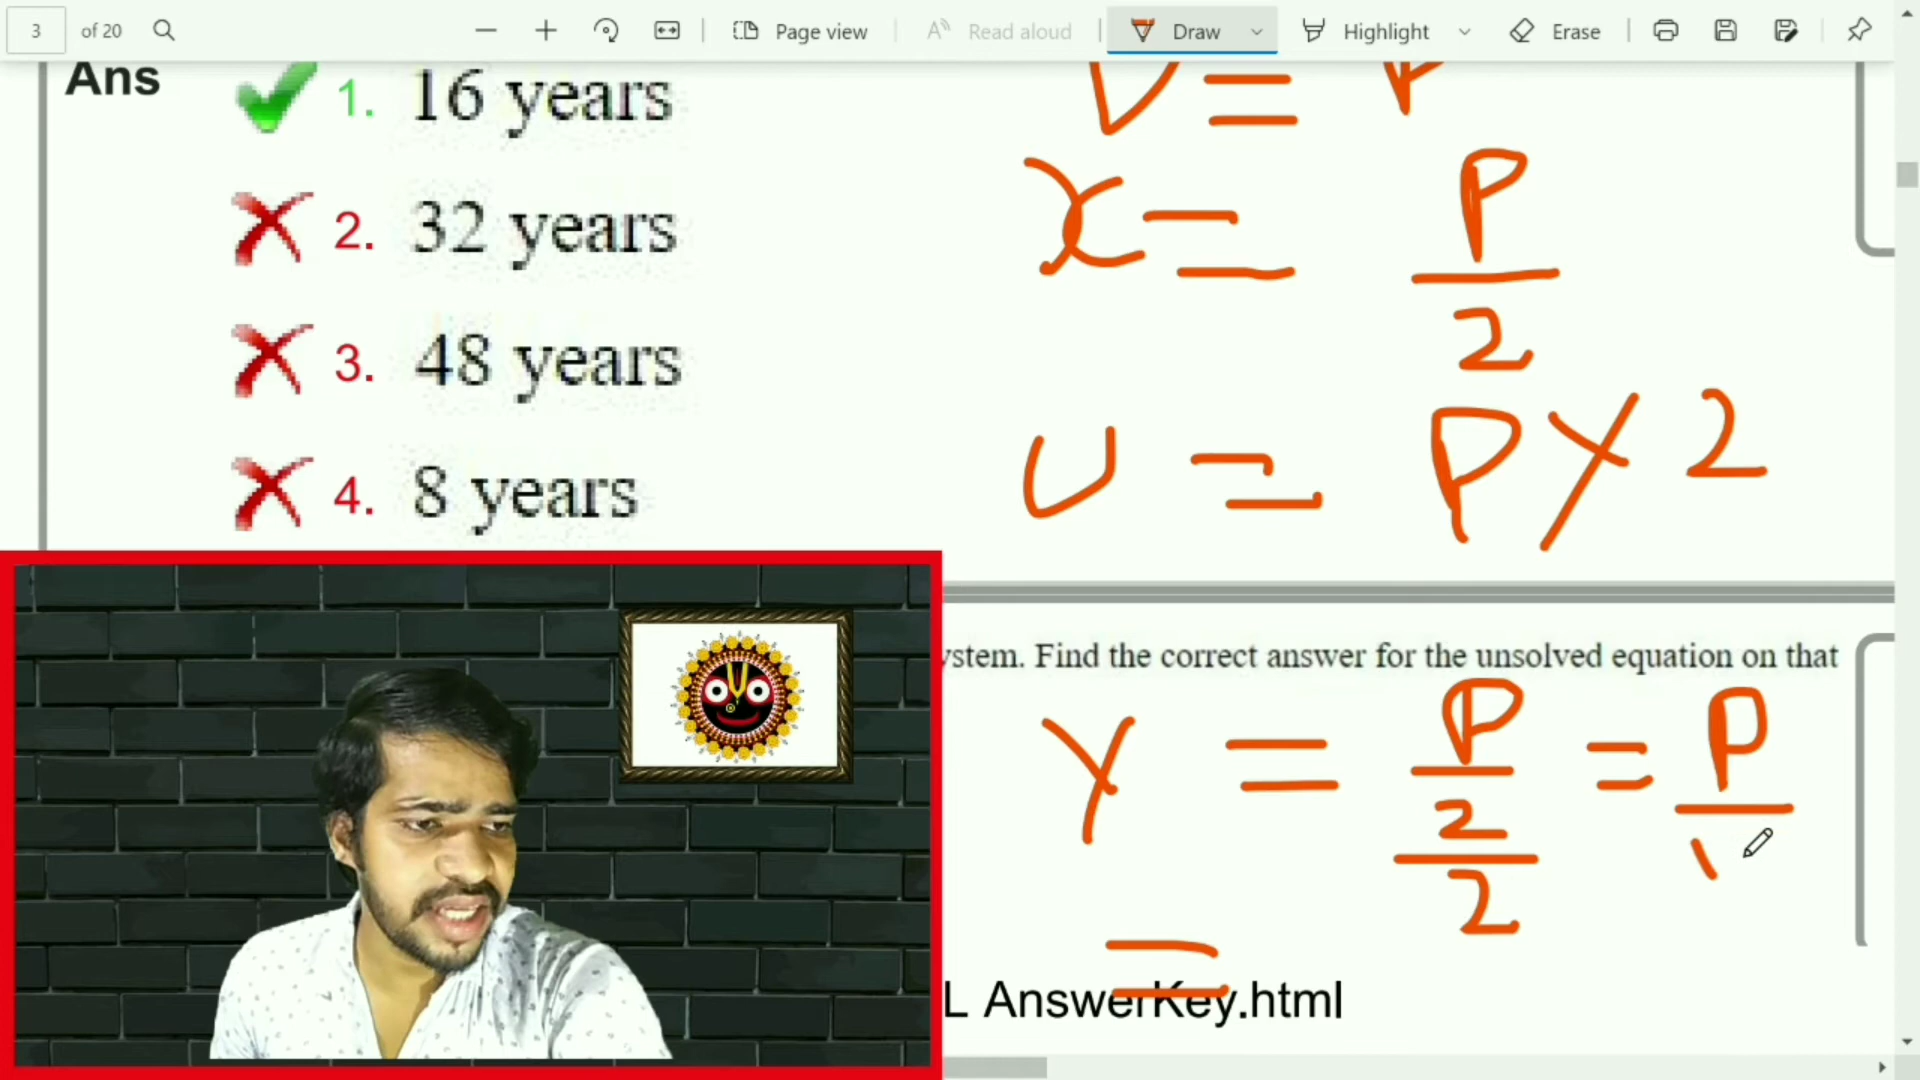 3 of 20 Page view Read aloud Draw Highlight Erase
Ans
1. 16 years
2. 32 years
3. 48 years
4. 8 years
= P
x = P/2
U = P × 2
ystem. Find the correct answer for the unsolved equation on that
Y = P/2/2 = P/
=
L AnswerKey.html